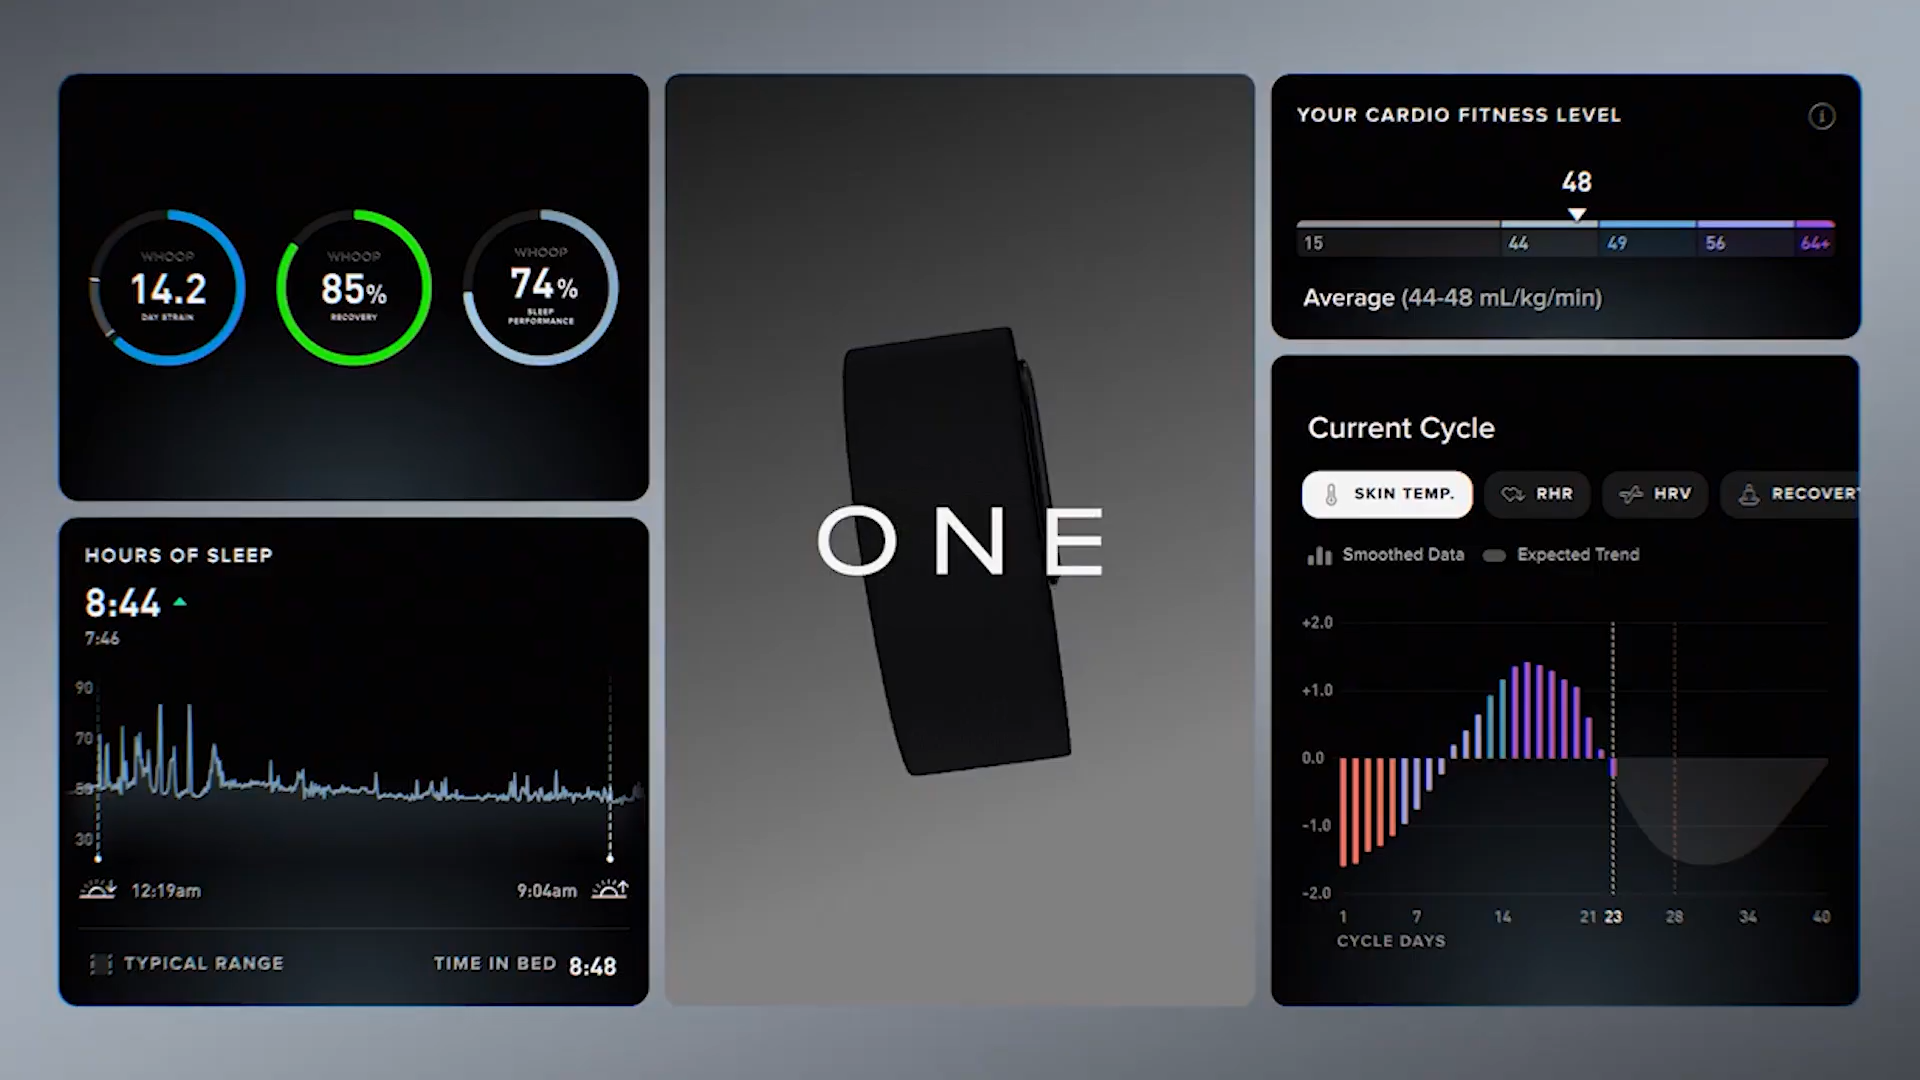 WHOOP
14.2
DAY STRAIN
WHOOP
85%
RECOVERY
WHOOP
74%
SLEEP
PERFORMANCE
HOURS OF SLEEP
8:44
7:46
90
70
50
30
12:19am
9:04am
TYPICAL RANGE
TIME IN BED 8:48
ONE
YOUR CARDIO FITNESS LEVEL
48
15 44 49 56 64+
Average (44-48 mL/kg/min)
Current Cycle
SKIN TEMP. RHR HRV RECOVERY
Smoothed Data Expected Trend
+2.0
+1.0
0.0
-1.0
-2.0
1 7 14 21 23 28 34 40
CYCLE DAYS